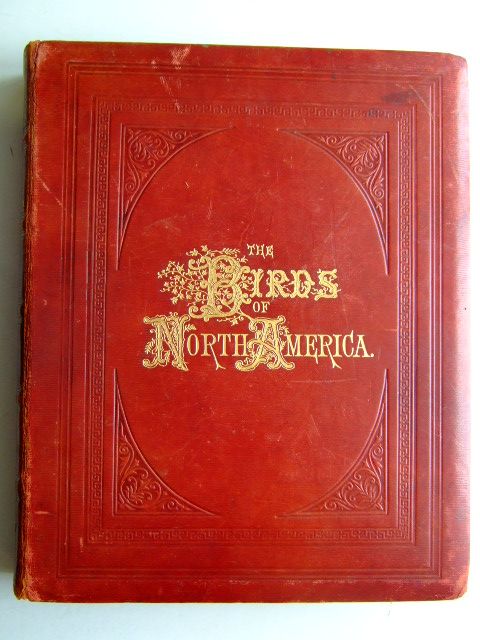 THE
BIRDS
OF
NORTH AMERICA.